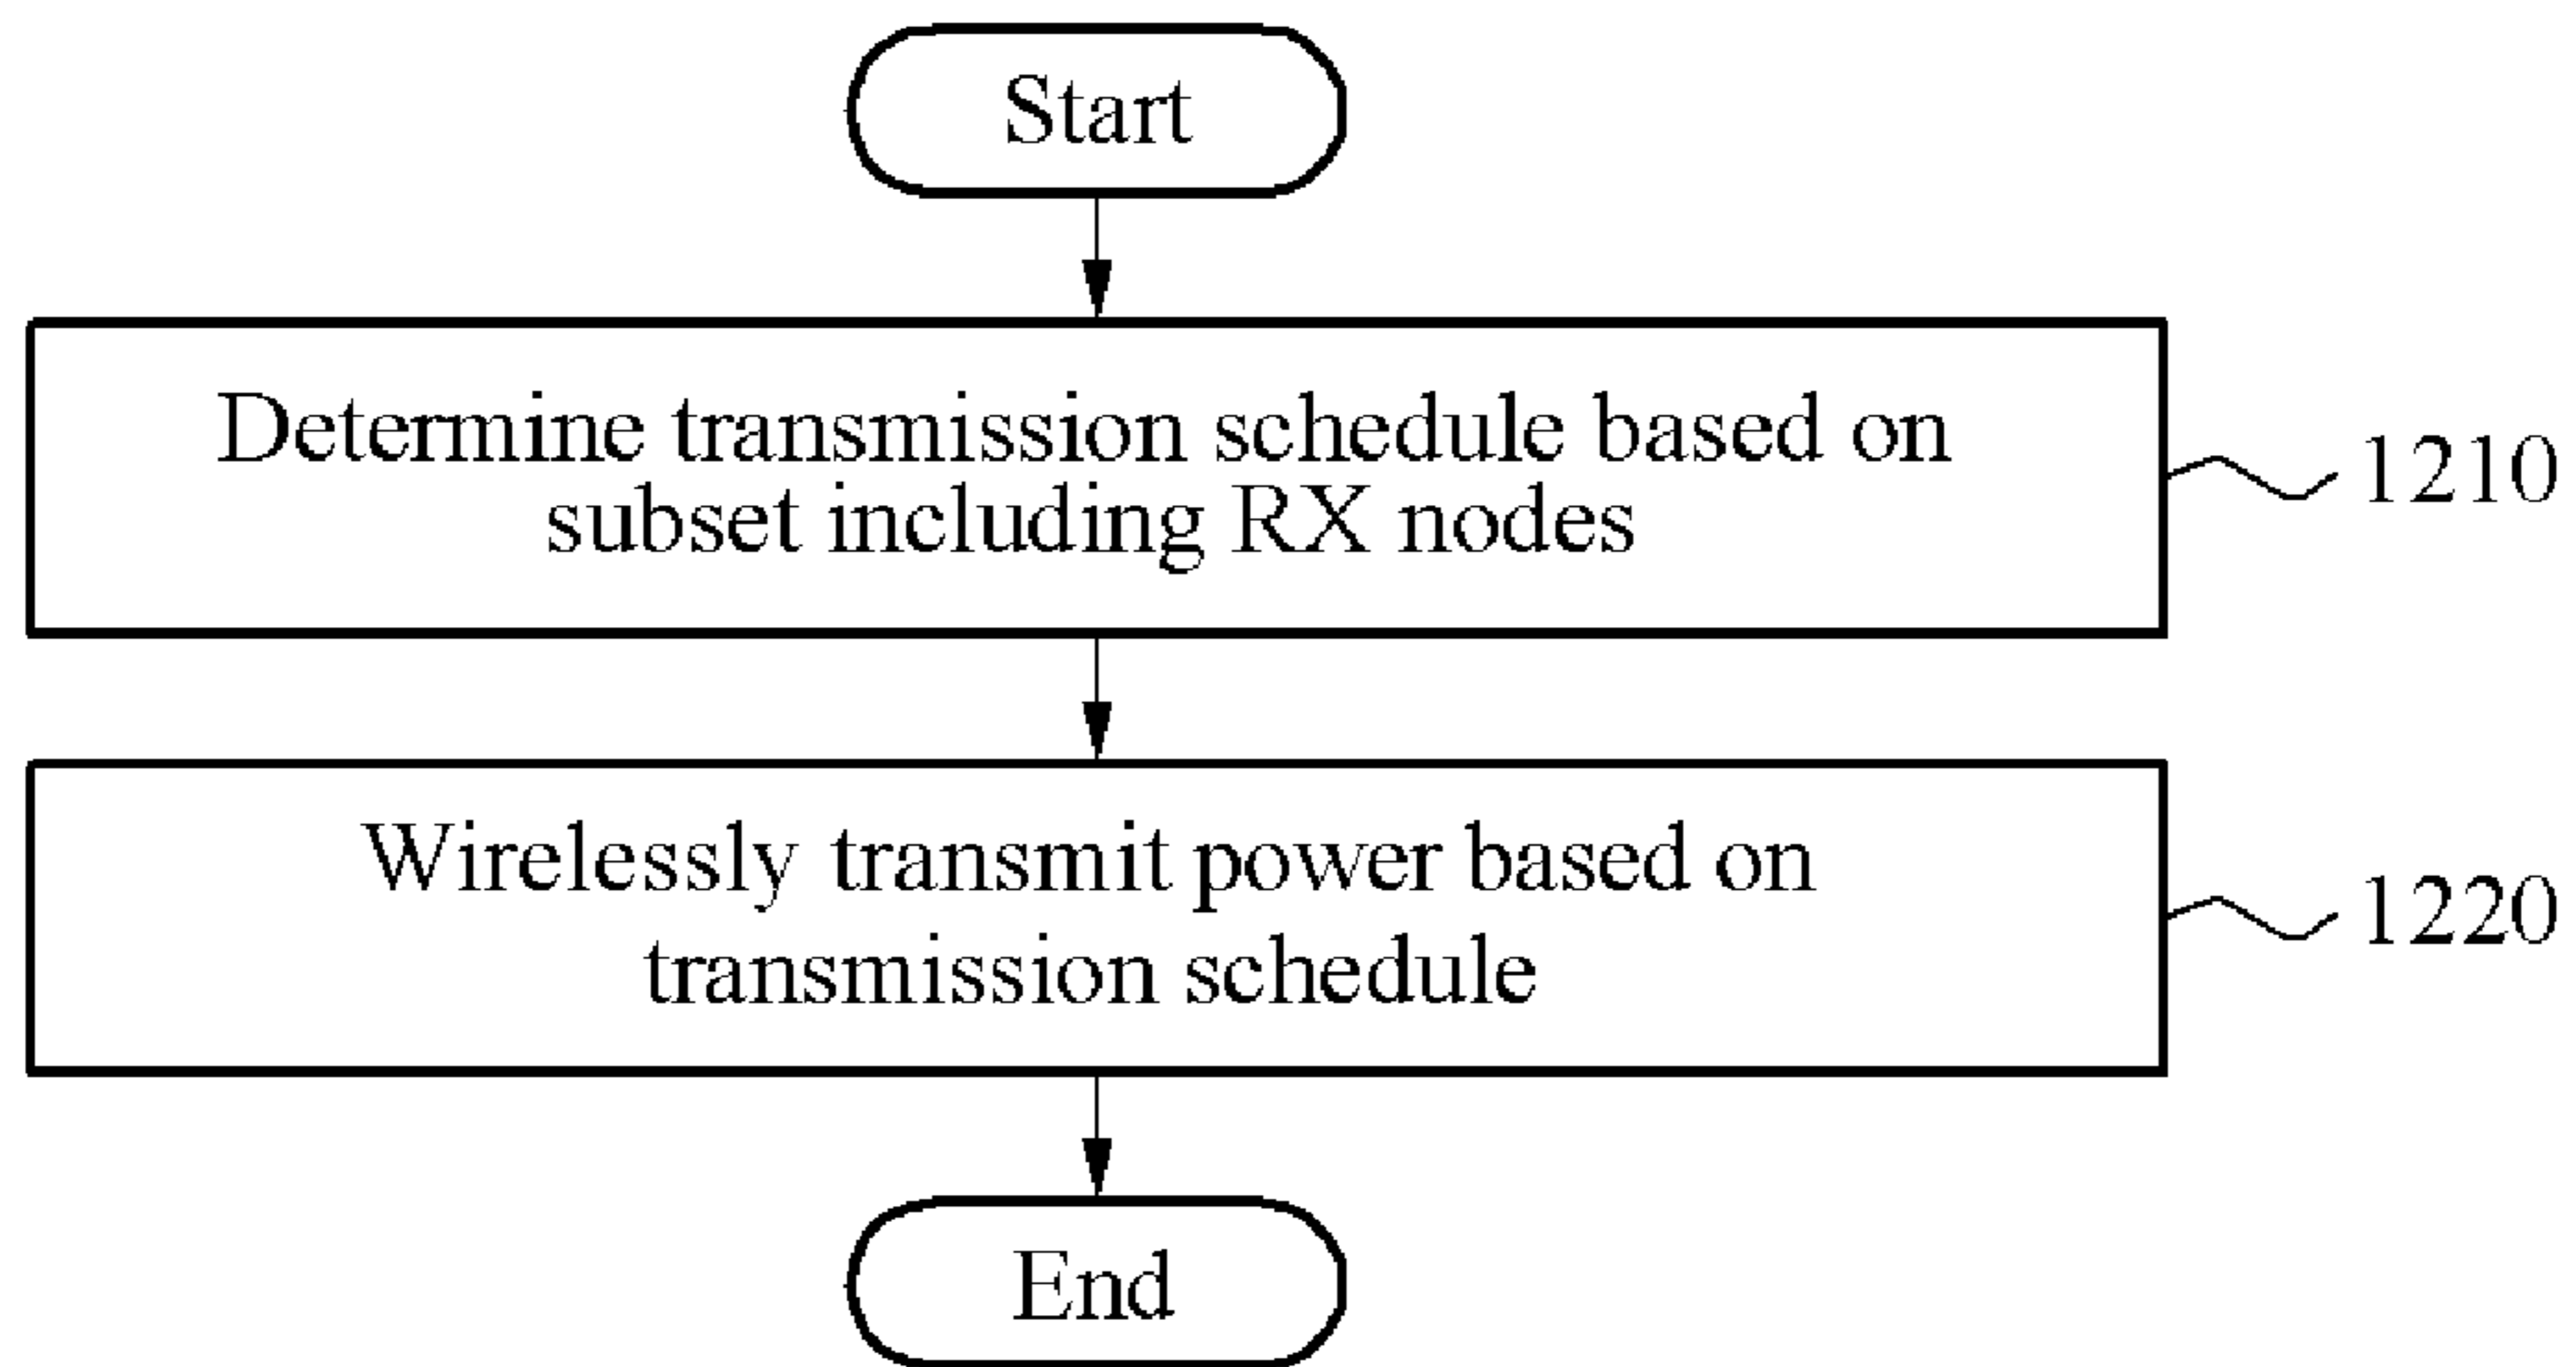 Start
Determine transmission schedule based on
subset including RX nodes
1210
Wirelessly transmit power based on
transmission schedule
1220
End